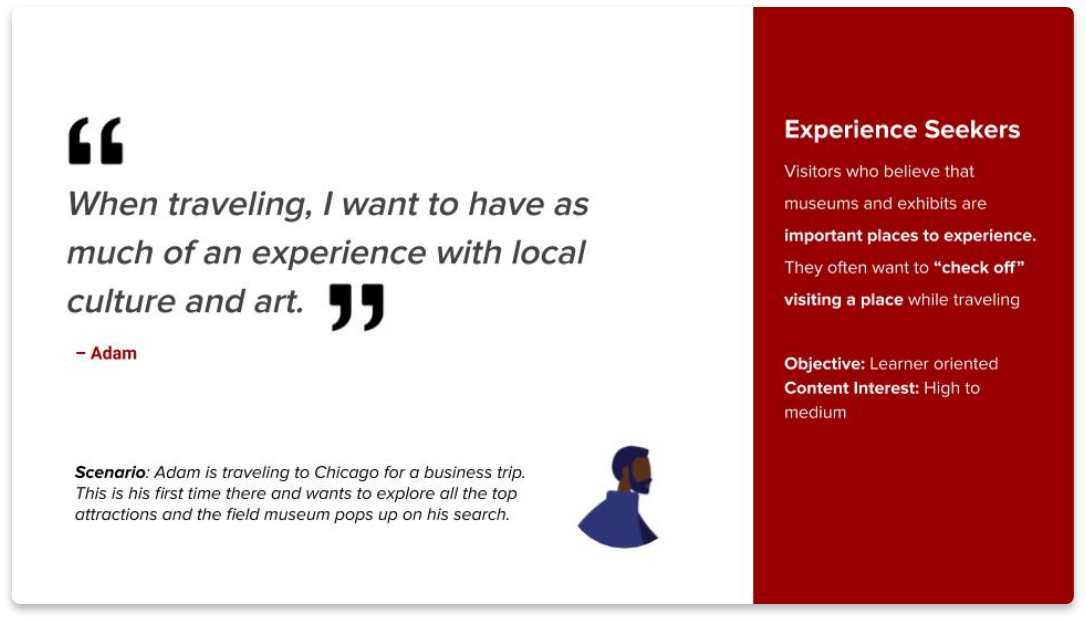 “
When traveling, I want to have as
much of an experience with local
culture and art. ”
– Adam
Scenario: Adam is traveling to Chicago for a business trip.
This is his first time there and wants to explore all the top
attractions and the field museum pops up on his search.
Experience Seekers
Visitors who believe that
museums and exhibits are
important places to experience.
They often want to “check off”
visiting a place while traveling
Objective: Learner oriented
Content Interest: High to
medium